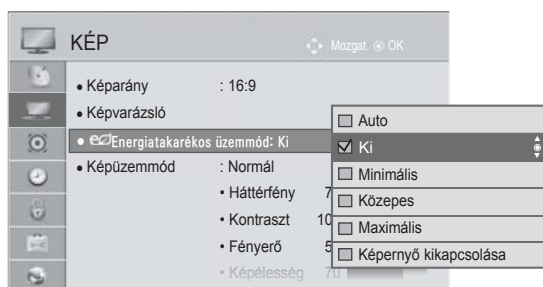 KÉP
Mozgat. OK
• Képarány : 16:9
• Képvarázsló
• Energiatakarékos üzemmód: Ki
• Képüzemmód : Normál
• Háttérfény 7
• Kontraszt 10
• Fényerő 5
• Képélesség 70
Auto
Ki
Minimális
Közepes
Maximális
Képernyő kikapcsolása